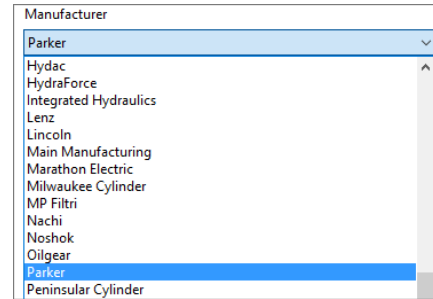 Manufacturer
Parker
Hydac
HydraForce
Integrated Hydraulics
Lenz
Lincoln
Main Manufacturing
Marathon Electric
Milwaukee Cylinder
MP Filtri
Nachi
Noshok
Oilgear
Parker
Peninsular Cylinder